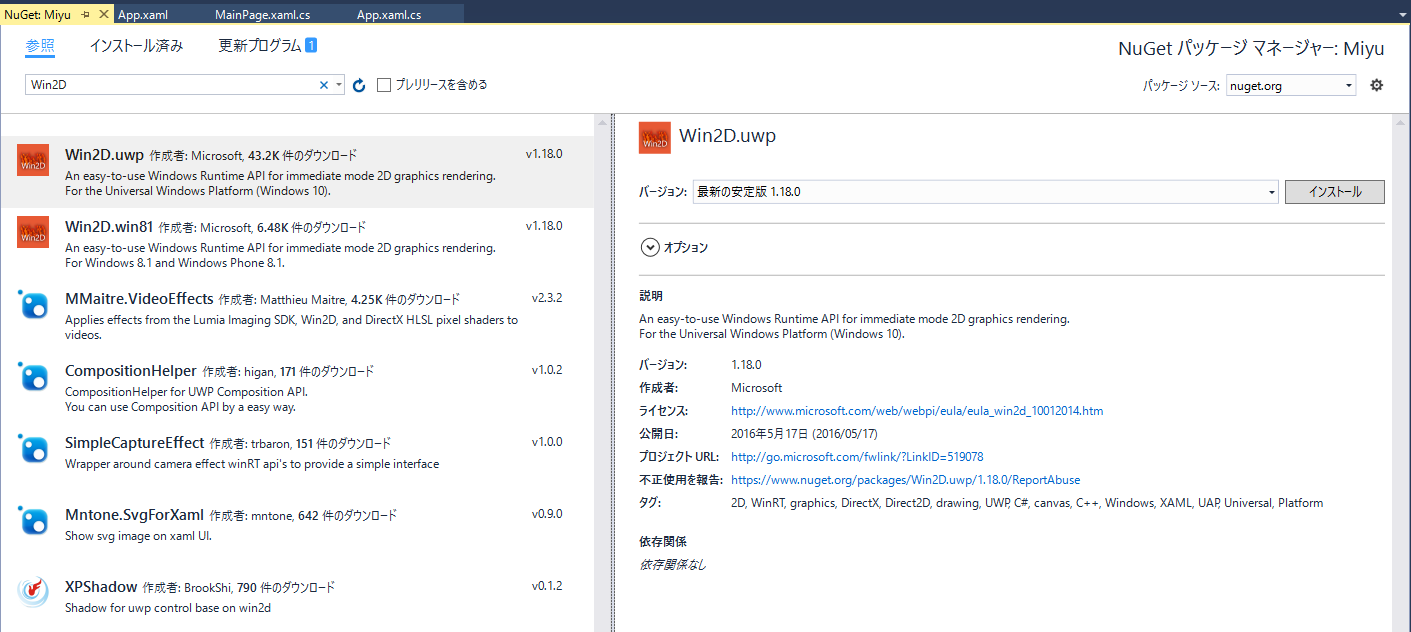 NuGet: Miyu
App.xaml
MainPage.xaml.cs
App.xaml.cs
参照
インストール済み
更新プログラム 1
NuGet パッケージ マネージャー: Miyu
Win2D
プレリリースを含める
パッケージ ソース: nuget.org
Win2D
Win2D.uwp 作成者: Microsoft, 43.2K 件のダウンロード
v1.18.0
An easy-to-use Windows Runtime API for immediate mode 2D graphics rendering.
For the Universal Windows Platform (Windows 10).
Win2D
Win2D.win81 作成者: Microsoft, 6.48K 件のダウンロード
v1.18.0
An easy-to-use Windows Runtime API for immediate mode 2D graphics rendering.
For Windows 8.1 and Windows Phone 8.1.
MMaitre.VideoEffects 作成者: Matthieu Maitre, 4.25K 件のダウンロード
v2.3.2
Applies effects from the Lumia Imaging SDK, Win2D, and DirectX HLSL pixel shaders to
videos.
CompositionHelper 作成者: higan, 171 件のダウンロード
v1.0.2
CompositionHelper for UWP Composition API.
You can use Composition API by a easy way.
SimpleCaptureEffect 作成者: trbaron, 151 件のダウンロード
v1.0.0
Wrapper around camera effect winRT api's to provide a simple interface
Mntone.SvgForXaml 作成者: mntone, 642 件のダウンロード
v0.9.0
Show svg image on xaml UI.
XPShadow 作成者: BrookShi, 790 件のダウンロード
v0.1.2
Shadow for uwp control base on win2d
Win2D
Win2D.uwp
バージョン: 最新の安定版 1.18.0
インストール
オプション
説明
An easy-to-use Windows Runtime API for immediate mode 2D graphics rendering.
For the Universal Windows Platform (Windows 10).
バージョン: 1.18.0
作成者: Microsoft
ライセンス: http://www.microsoft.com/web/webpi/eula/eula_win2d_10012014.htm
公開日: 2016年5月17日 (2016/05/17)
プロジェクト URL: http://go.microsoft.com/fwlink/?LinkID=519078
不正使用を報告: https://www.nuget.org/packages/Win2D.uwp/1.18.0/ReportAbuse
タグ: 2D, WinRT, graphics, DirectX, Direct2D, drawing, UWP, C#, canvas, C++, Windows, XAML, UAP, Universal, Platform
依存関係
依存関係なし